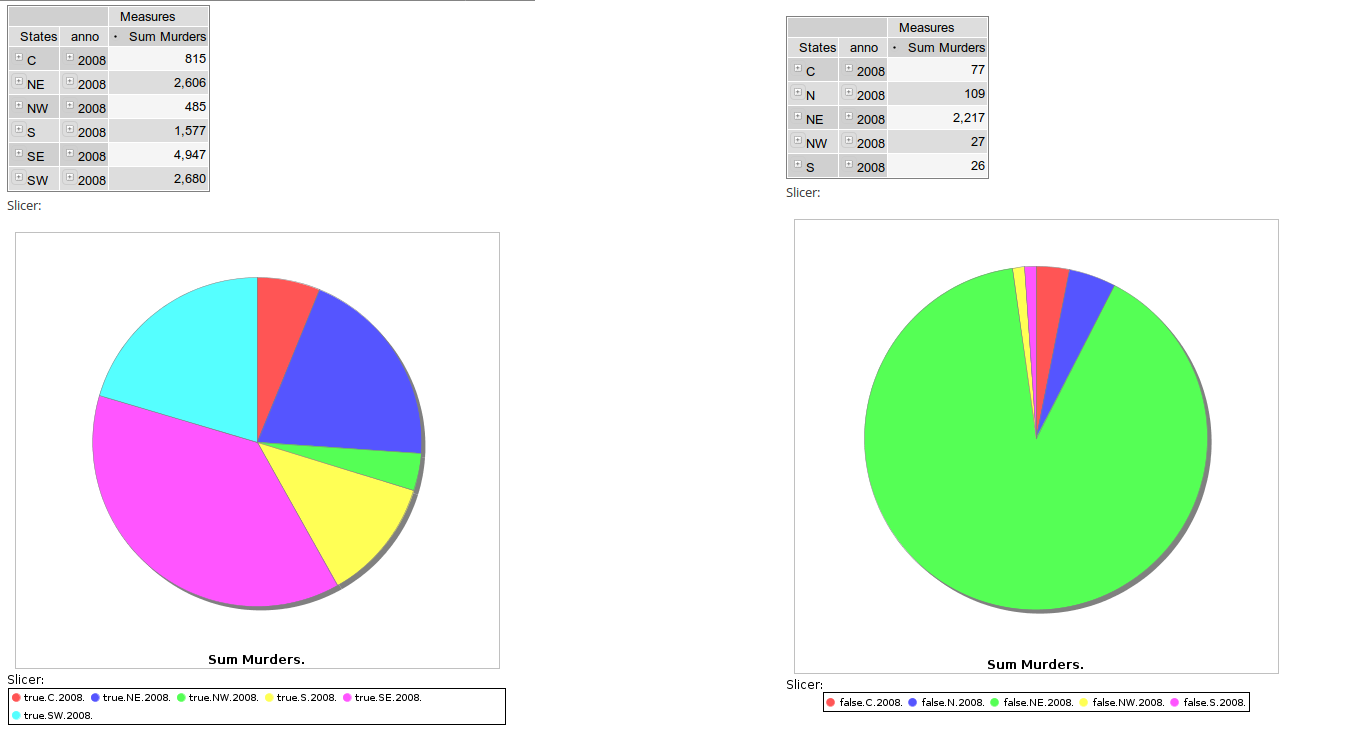 Measures
States anno Sum Murders
C 2008 815
NE 2008 2,606
NW 2008 485
S 2008 1,577
SE 2008 4,947
SW 2008 2,680
Slicer:
Sum Murders.
Slicer:
true.C.2008. true.NE.2008. true.NW.2008. true.S.2008. true.SE.2008.
true.SW.2008.
Measures
States anno Sum Murders
C 2008 77
N 2008 109
NE 2008 2,217
NW 2008 27
S 2008 26
Slicer:
Sum Murders.
Slicer:
false.C.2008. false.N.2008. false.NE.2008. false.NW.2008. false.S.2008.